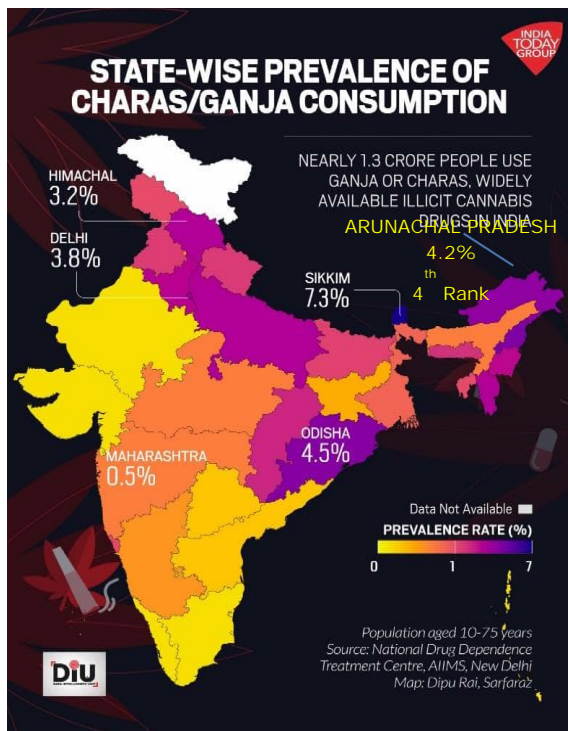 INDIA
TODAY
GROUP
STATE-WISE PREVALENCE OF
CHARAS/GANJA CONSUMPTION
NEARLY 1.3 CRORE PEOPLE USE
GANJA OR CHARAS, WIDELY
AVAILABLE ILLICIT CANNABIS
DRUGS IN INDIA
ARUNACHAL PRADESH
4.2%
4th Rank
HIMACHAL
3.2%
DELHI
3.8%
SIKKIM
7.3%
ODISHA
4.5%
MAHARASHTRA
0.5%
Data Not Available
PREVALENCE RATE (%)
0 1 7
Population aged 10-75 years
Source: National Drug Dependence
Treatment Centre, AIIMS, New Delhi
Map: Dipu Rai, Sarfaraz
DIU